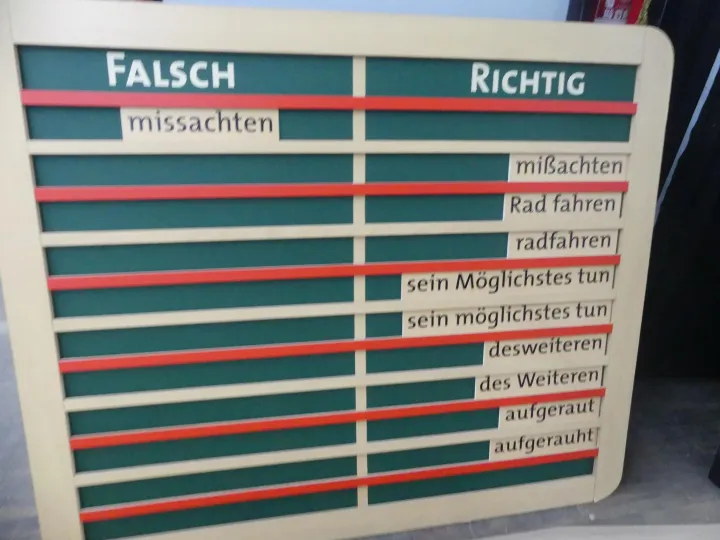 FALSCH
RICHTIG
missachten
mißachten
Rad fahren
radfahren
sein Möglichstes tun
sein möglichstes tun
desweiteren
des Weiteren
aufgeraut
aufgerauht